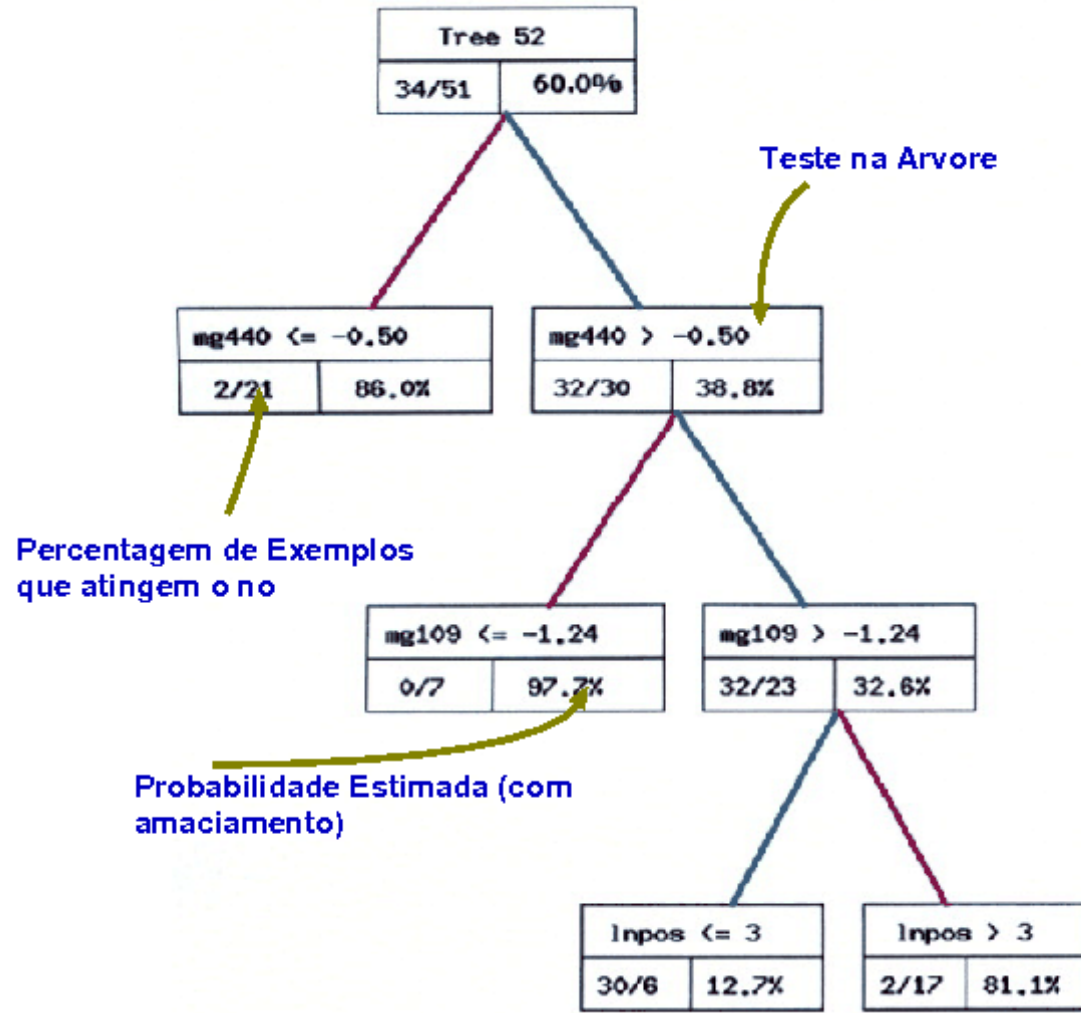 Tree 52
34/51 60.0%
Teste na Arvore
mg440 <= -0.50
2/21 86.0%
mg440 > -0.50
32/30 38.8%
Percentagem de Exemplos
que atingem o no
mg109 <= -1.24
0/7 97.7%
mg109 > -1.24
32/23 32.6%
Probabilidade Estimada (com
amaciamento)
lnpos <= 3
30/6 12.7%
lnpos > 3
2/17 81.1%